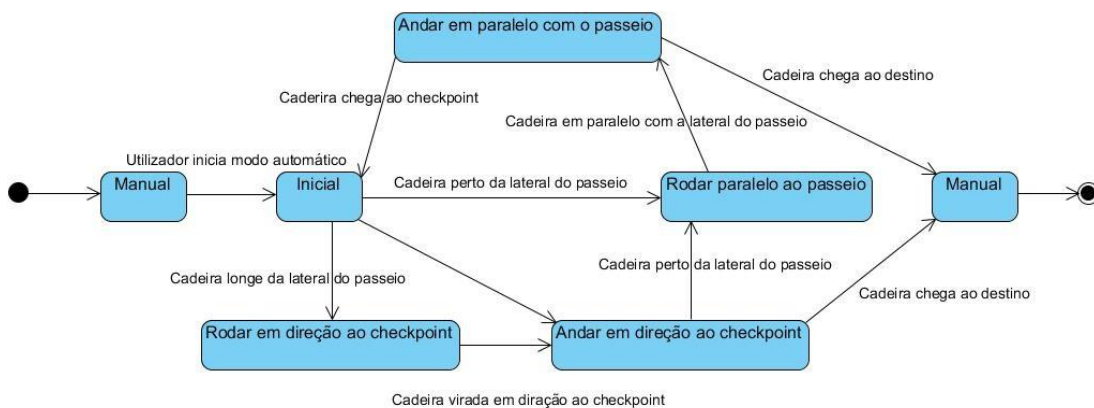 Andar em paralelo com o passeio
Cadeira chega ao destino
Caderira chega ao checkpoint
Cadeira em paralelo com a lateral do passeio
Utilizador inicia modo automático
Manual
Inicial
Cadeira perto da lateral do passeio
Rodar paralelo ao passeio
Manual
Cadeira longe da lateral do passeio
Cadeira perto da lateral do passeio
Cadeira chega ao destino
Rodar em direção ao checkpoint
Andar em direção ao checkpoint
Cadeira virada em diração ao checkpoint